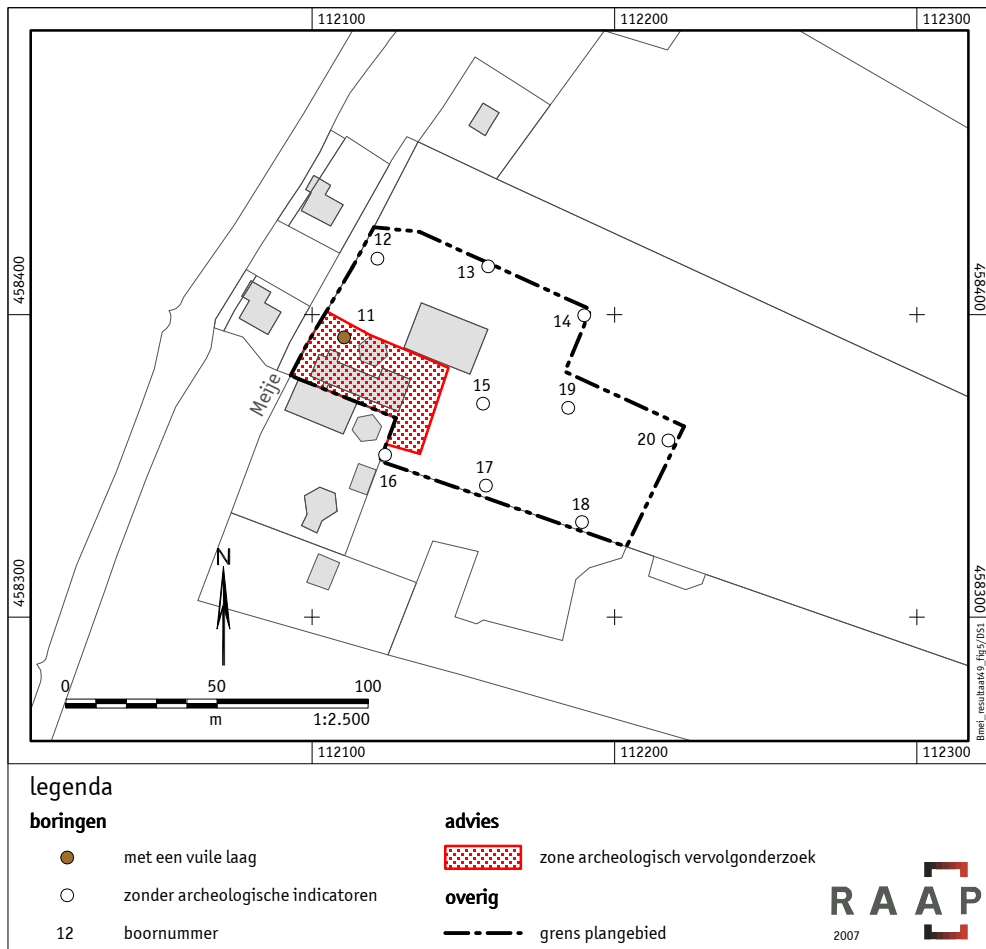 112100 112200 112300
458400 458400
12
13
14
11
15
19
20
16
17
18
Meije
N
458300 458300
0 50 100
m 1:2.500
Bmei_resultaat49_fig5/DS1
112100 112200 112300
legenda
boringen
met een vuile laag
zonder archeologische indicatoren
12 boornummer
advies
zone archeologisch vervolgonderzoek
overig
grens plangebied
RAAP
2007